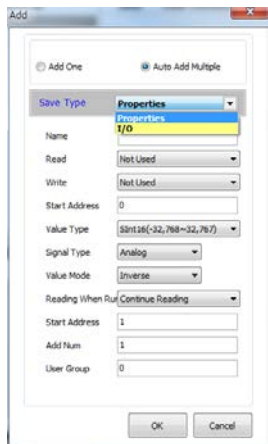 Add
Add One Auto Add Multiple
Save Type Properties
Properties
I/O
Name
Read Not Used
Write Not Used
Start Address 0
Value Type SInt16(-32,768~32,767)
Signal Type Analog
Value Mode Inverse
Reading When Rur Continue Reading
Start Address 1
Add Num 1
User Group 0
OK Cancel